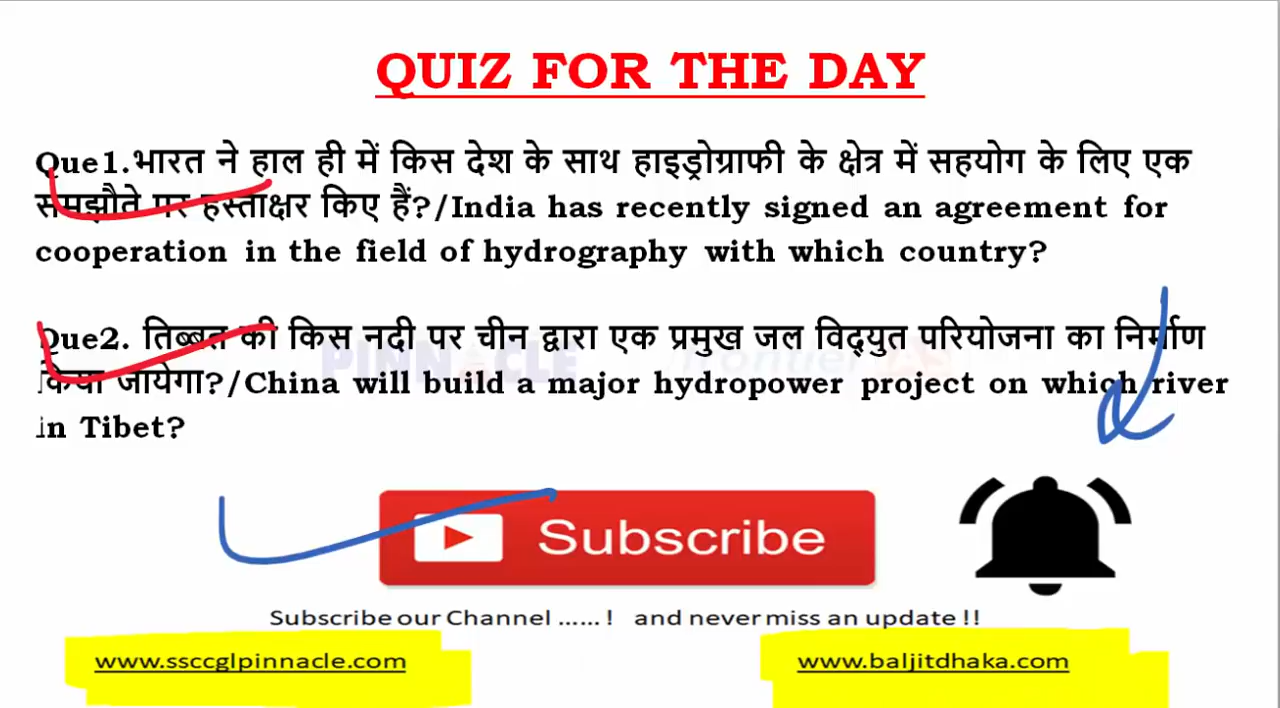 QUIZ FOR THE DAY
Que1.भारत ने हाल ही में किस देश के साथ हाइड्रोग्राफी के क्षेत्र में सहयोग के लिए एक
समझौते पर हस्ताक्षर किए हैं?/India has recently signed an agreement for
cooperation in the field of hydrography with which country?
Que2. तिब्बत की किस नदी पर चीन द्वारा एक प्रमुख जल विद्युत परियोजना का निर्माण
किया जायेगा?/China will build a major hydropower project on which river
in Tibet?
PINNACLE frontier IAS
Subscribe
Subscribe our Channel ......! and never miss an update !!
www.ssccglpinnacle.com
www.baljitdhaka.com